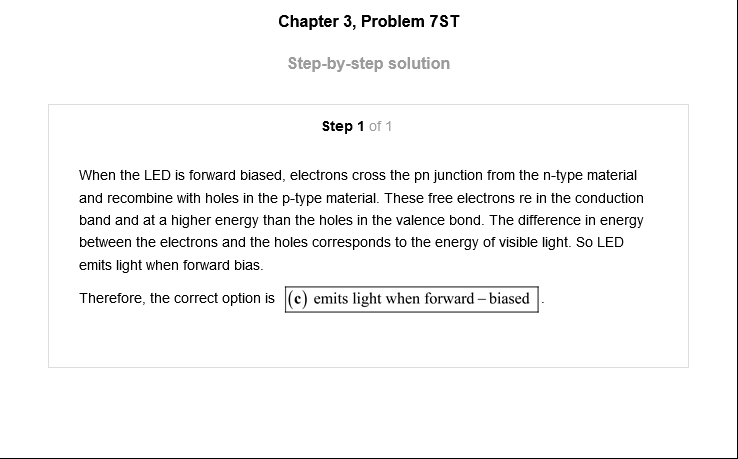 Chapter 3, Problem 7ST
Step-by-step solution
Step 1 of 1
When the LED is forward biased, electrons cross the pn junction from the n-type material
and recombine with holes in the p-type material. These free electrons re in the conduction
band and at a higher energy than the holes in the valence bond. The difference in energy
between the electrons and the holes corresponds to the energy of visible light. So LED
emits light when forward bias.
Therefore, the correct option is (c) emits light when forward – biased .